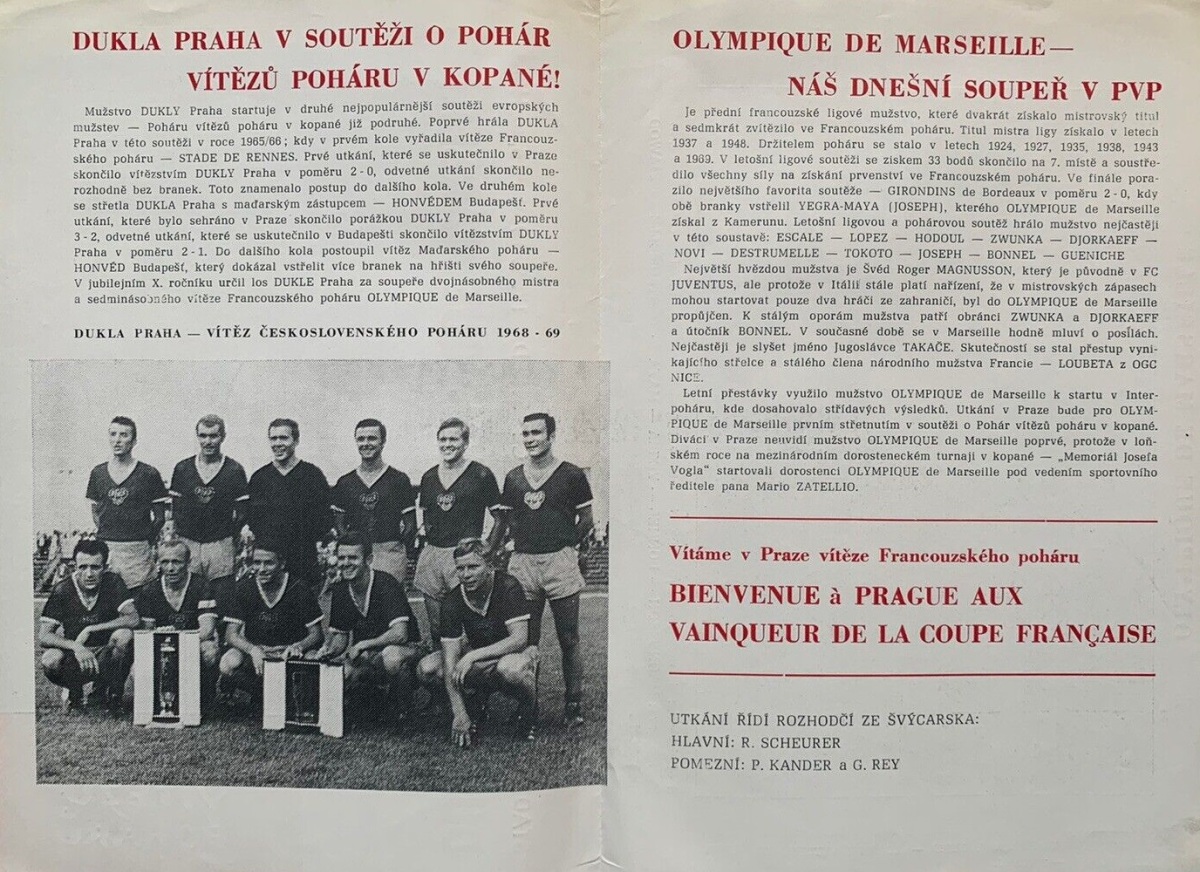 DUKLA PRAHA V SOUTĚŽI O POHÁR
VÍTĚZŮ POHÁRU V KOPANÉ!
Mužstvo DUKLY Praha startuje v druhé nejpopulárnější soutěži evropských
mužstev — Poháru vítězů poháru v kopané již podruhé. Poprvé hrála DUKLA
Praha v této soutěži v roce 1965/66; kdy v prvém kole vyřadila vítěze Francouz-
ského poháru — STADE DE RENNES. Prvé utkání, které se uskutečnilo v Praze
skončilo vítězstvím DUKLY Praha v poměru 2-0, odvetné utkání skončilo ne-
rozhodně bez branek. Toto znamenalo postup do dalšího kola. Ve druhém kole
se střetla DUKLA Praha s maďarským zástupcem — HONVÉDEM Budapešť. Prvé
utkání, které bylo sehráno v Praze skončilo porážkou DUKLY Praha v poměru
3-2, odvetné utkání, které se uskutečnilo v Budapešti skončilo vítězstvím DUKLY
Praha v poměru 2-1. Do dalšího kola postoupil vítěz Maďarského poháru —
HONVÉD Budapešť, který dokázal vstřelit více branek na hřišti svého soupeře.
V jubilejním X. ročníku určil los DUKLE Praha za soupeře dvojnásobného mistra
a sedminásobného vítěze Francouzského poháru OLYMPIQUE de Marseille.
DUKLA PRAHA — VÍTĚZ ČESKOSLOVENSKÉHO POHÁRU 1968 - 69
OLYMPIQUE DE MARSEILLE—
NÁŠ DNEŠNÍ SOUPEŘ V PVP
Je přední francouzské ligové mužstvo, které dvakrát získalo mistrovský titul
a sedmkrát zvítězilo ve Francouzském poháru. Titul mistra ligy získalo v letech
1937 a 1948. Držitelem poháru se stalo v letech 1924, 1927, 1935, 1938, 1943
a 1969. V letošní ligové soutěži se ziskem 33 bodů skončilo na 7. místě a soustře-
dilo všechny síly na získání prvenství ve Francouzském poháru. Ve finále pora-
zilo největšího favorita soutěže — GIRONDINS de Bordeaux v poměru 2-0, kdy
obě branky vstřelil YEGRA-MAYA (JOSEPH), kterého OLYMPIQUE de Marseille
získal z Kamerunu. Letošní ligovou a pohárovou soutěž hrálo mužstvo nejčastěji
v této soustavě: ESCALE — LOPEZ — HODOUL — ZWUNKA — DJORKAEFF —
NOVI — DESTRUMELLE — TOKOTO — JOSEPH — BONNEL — GUENICHE
Největší hvězdou mužstva je Švéd Roger MAGNUSSON, který je původně v FC
JUVENTUS, ale protože v Itálii stále platí nařízení, že v mistrovských zápasech
mohou startovat pouze dva hráči ze zahraničí, byl do OLYMPIQUE de Marseille
propůjčen. K stálým oporám mužstva patří obránci ZWUNKA a DJORKAEFF
a útočník BONNEL. V současné době se v Marseille hodně mluví o posilách.
Nejčastěji je slyšet jméno Jugoslávce TAKAČE. Skutečností se stal přestup vyni-
kajícího střelce a stálého člena národního mužstva Francie — LOUBETA z OGC
NICE.
Letní přestávky využilo mužstvo OLYMPIQUE de Marseille k startu v Inter-
poháru, kde dosahovalo střídavých výsledků. Utkání v Praze bude pro OLYM-
PIQUE de Marseille prvním střetnutím v soutěži o Pohár vítězů poháru v kopané.
Diváci v Praze neuvidí mužstvo OLYMPIQUE de Marseille poprvé, protože v loň-
ském roce na mezinárodním dorosteneckém turnaji v kopané — „Memoriál Josefa
Vogla“ startovali dorostenci OLYMPIQUE de Marseille pod vedením sportovního
ředitele pana Mario ZATELLIO.
Vítáme v Praze vítěze Francouzského poháru
BIENVENUE à PRAGUE AUX
VAINQUEUR DE LA COUPE FRANÇAISE
UTKÁNÍ ŘÍDÍ ROZHODČÍ ZE ŠVÝCARSKA:
HLAVNÍ: R. SCHEURER
POMEZNÍ: P. KANDER a G. REY